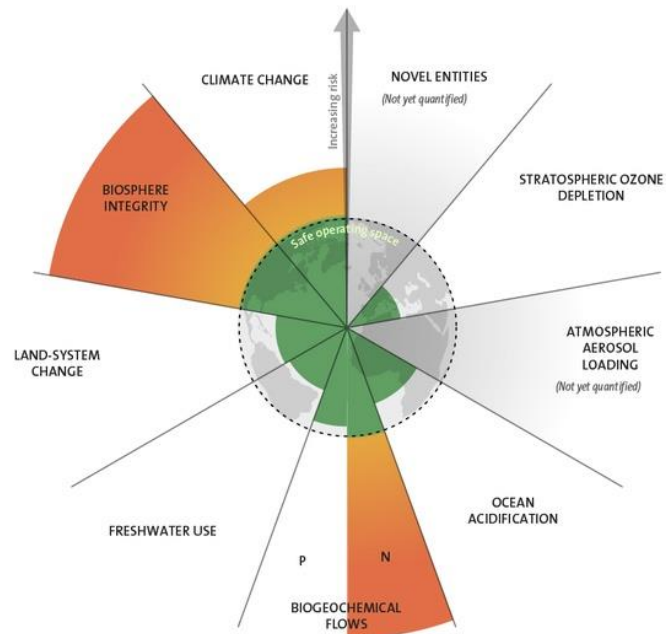 CLIMATE CHANGE
Increasing risk
NOVEL ENTITIES
(Not yet quantified)
STRATOSPHERIC OZONE
DEPLETION
BIOSPHERE
INTEGRITY
Safe operating space
LAND-SYSTEM
CHANGE
ATMOSPHERIC
AEROSOL
LOADING
(Not yet quantified)
FRESHWATER USE
OCEAN
ACIDIFICATION
P
N
BIOGEOCHEMICAL
FLOWS